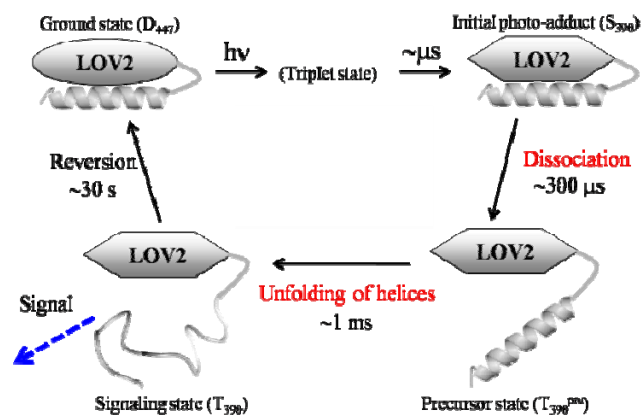 Ground state (D₄₄₇)
Initial photo-adduct (S₃₉₀)
LOV2
hν
(Triplet state)
~μs
LOV2
Reversion
~30 s
Dissociation
~300 μs
LOV2
LOV2
Unfolding of helices
~1 ms
Signal
Signaling state (T₃₉₀)
Precursor state (T₃₉₀ᵖʳᵉ)